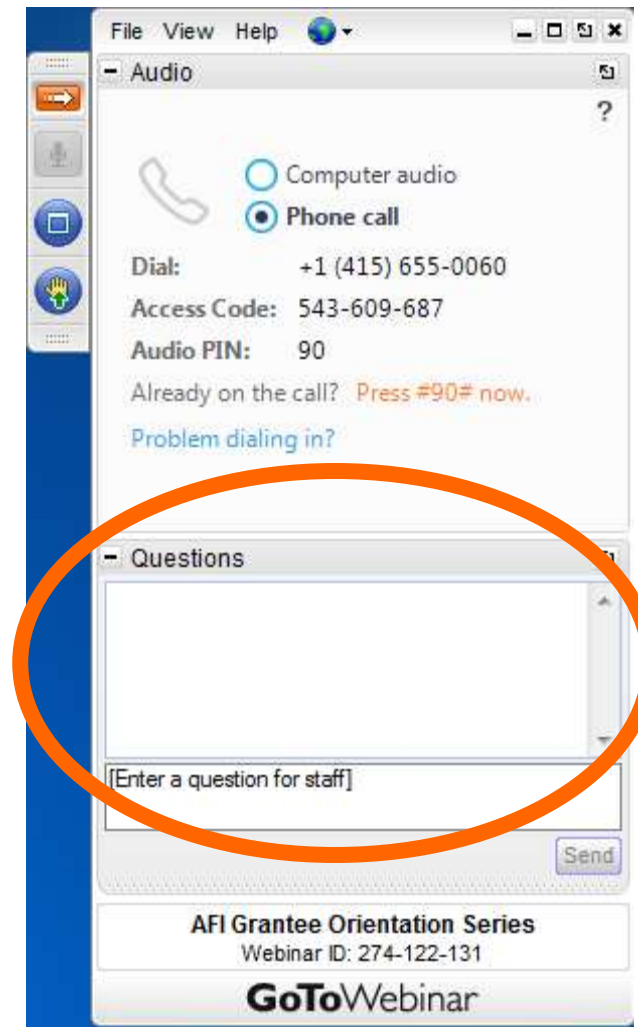 File View Help
Audio
?
Computer audio
Phone call
Dial: +1 (415) 655-0060
Access Code: 543-609-687
Audio PIN: 90
Already on the call? Press #90# now.
Problem dialing in?
Questions
[Enter a question for staff]
Send
AFI Grantee Orientation Series
Webinar ID: 274-122-131
GoToWebinar